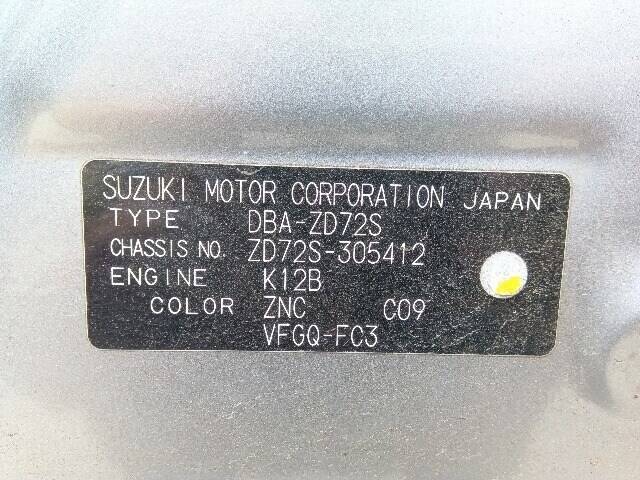 SUZUKI MOTOR CORPORATION JAPAN
TYPE DBA-ZD72S
CHASSIS NO. ZD72S-305412
ENGINE K12B
COLOR ZNC C09
VFGQ-FC3